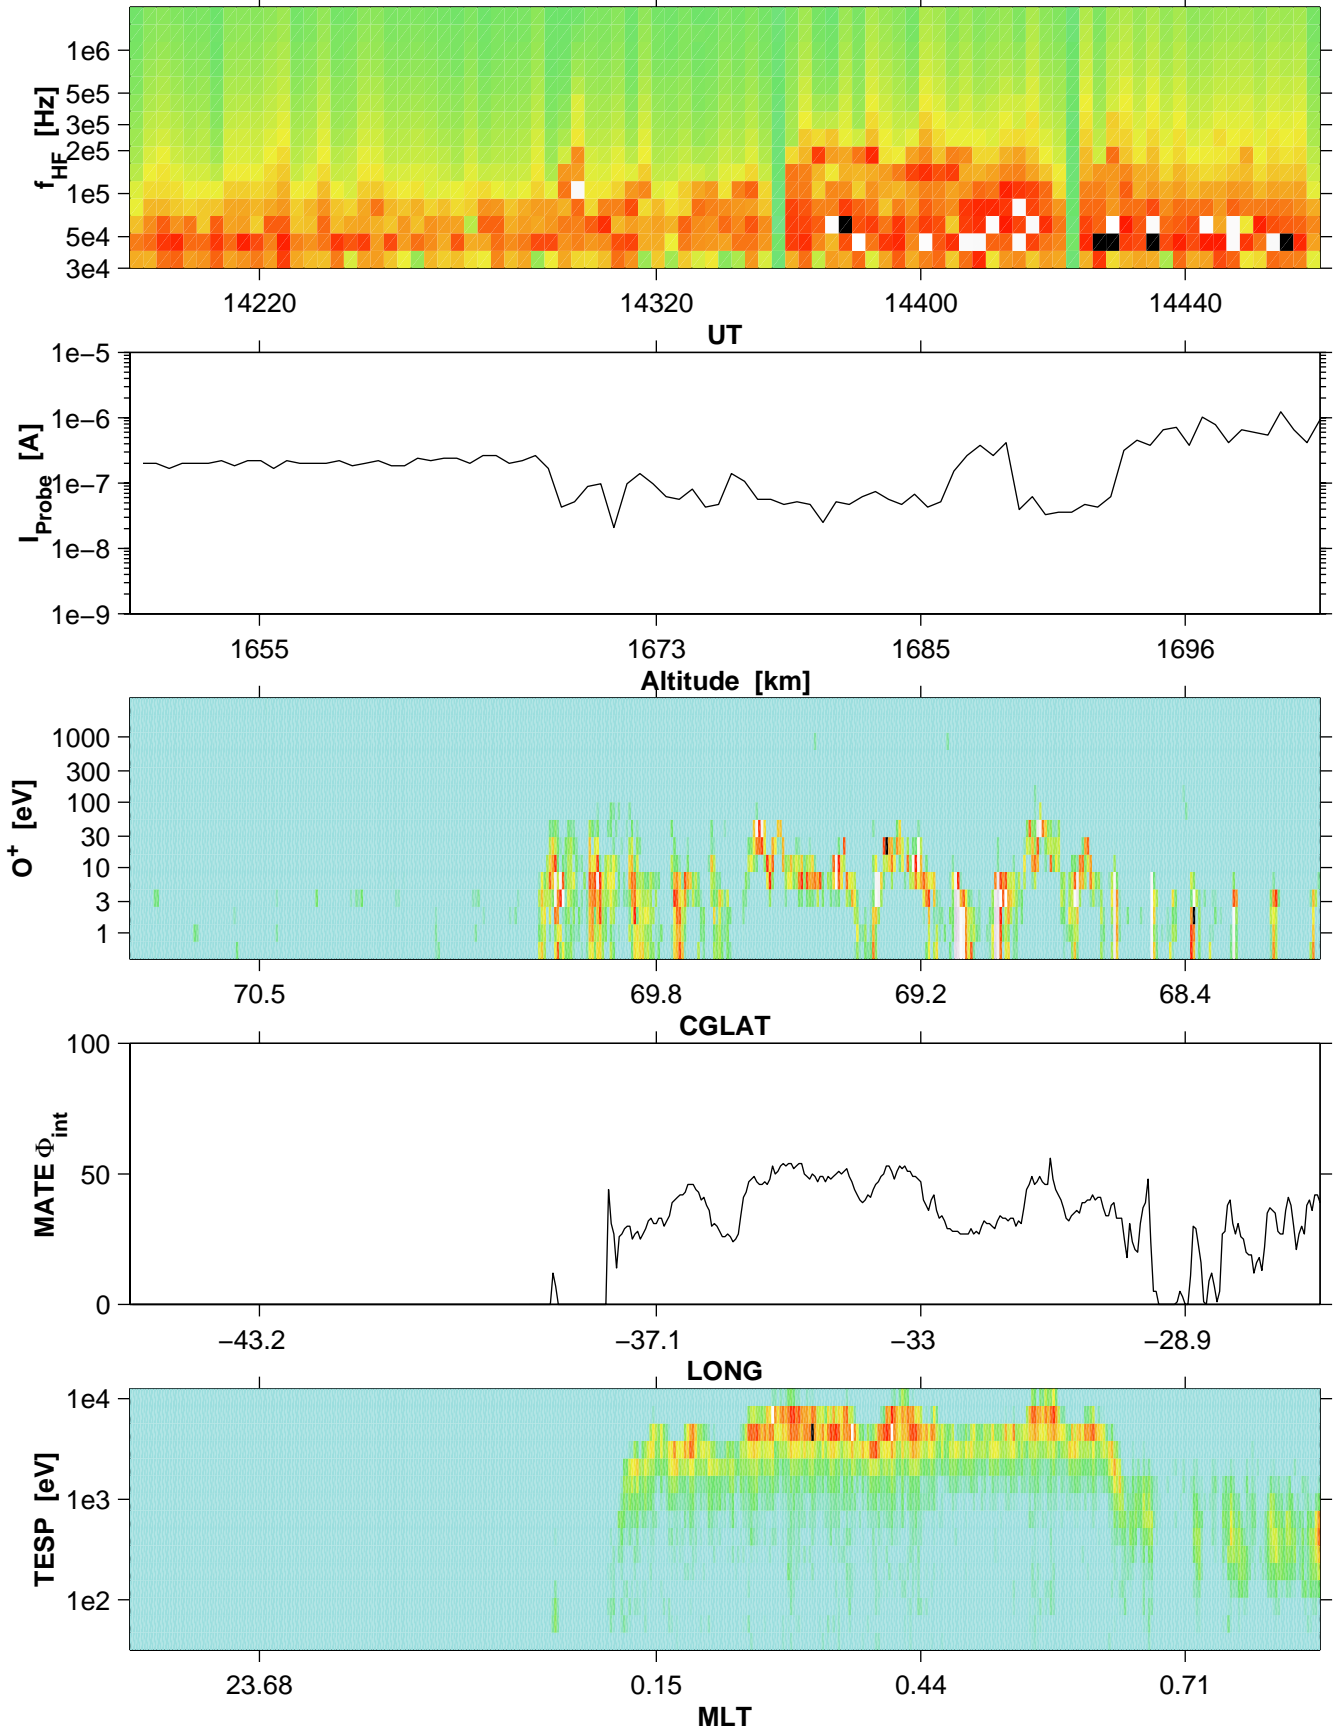 1e6
5e5
3e5
2e5
1e5
5e4
3e4
f_HF [Hz]
14220 14320 14400 14440
UT
1e−5
1e−6
1e−7
1e−8
1e−9
I_Probe [A]
1655 1673 1685 1696
Altitude [km]
1000
300
100
30
10
3
1
O⁺ [eV]
70.5 69.8 69.2 68.4
CGLAT
100
50
0
MATE Φ_int
−43.2 −37.1 −33 −28.9
LONG
1e4
1e3
1e2
TESP [eV]
23.68 0.15 0.44 0.71
MLT